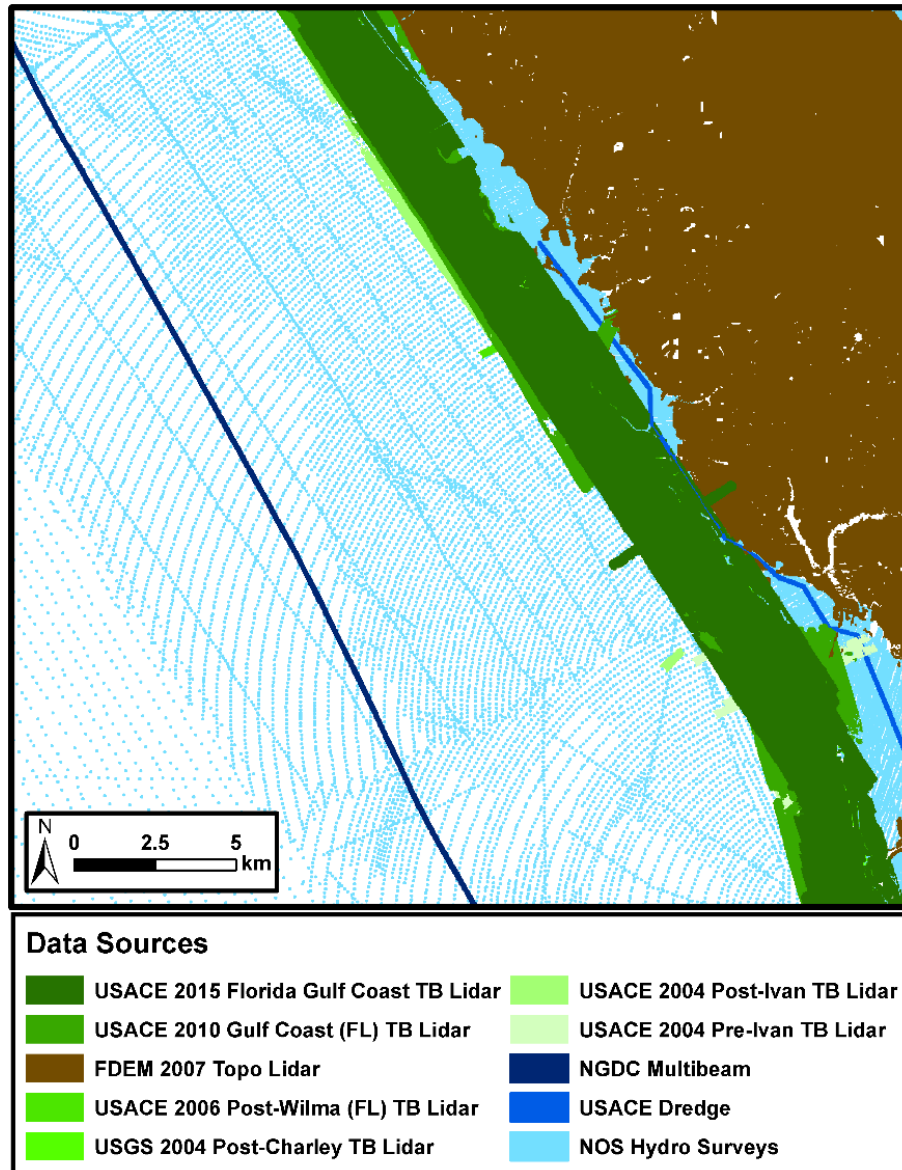 N
0 2.5 5
km
Data Sources
USACE 2015 Florida Gulf Coast TB Lidar
USACE 2010 Gulf Coast (FL) TB Lidar
FDEM 2007 Topo Lidar
USACE 2006 Post-Wilma (FL) TB Lidar
USGS 2004 Post-Charley TB Lidar
USACE 2004 Post-Ivan TB Lidar
USACE 2004 Pre-Ivan TB Lidar
NGDC Multibeam
USACE Dredge
NOS Hydro Surveys